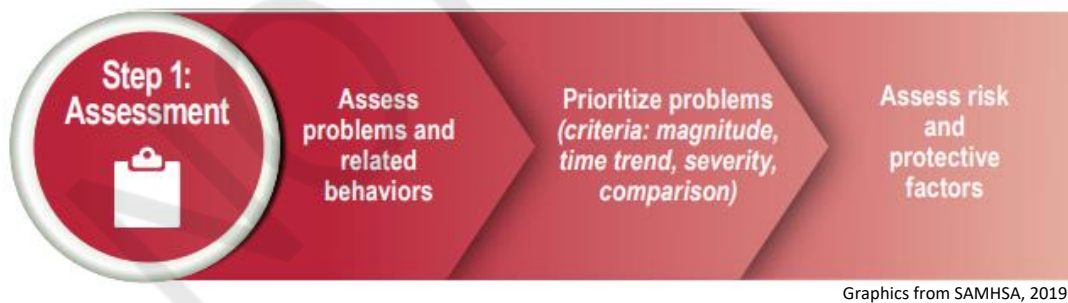 Step 1:
Assessment
Assess
problems and
related
behaviors
Prioritize problems
(criteria: magnitude,
time trend, severity,
comparison)
Assess risk
and
protective
factors
Graphics from SAMHSA, 2019